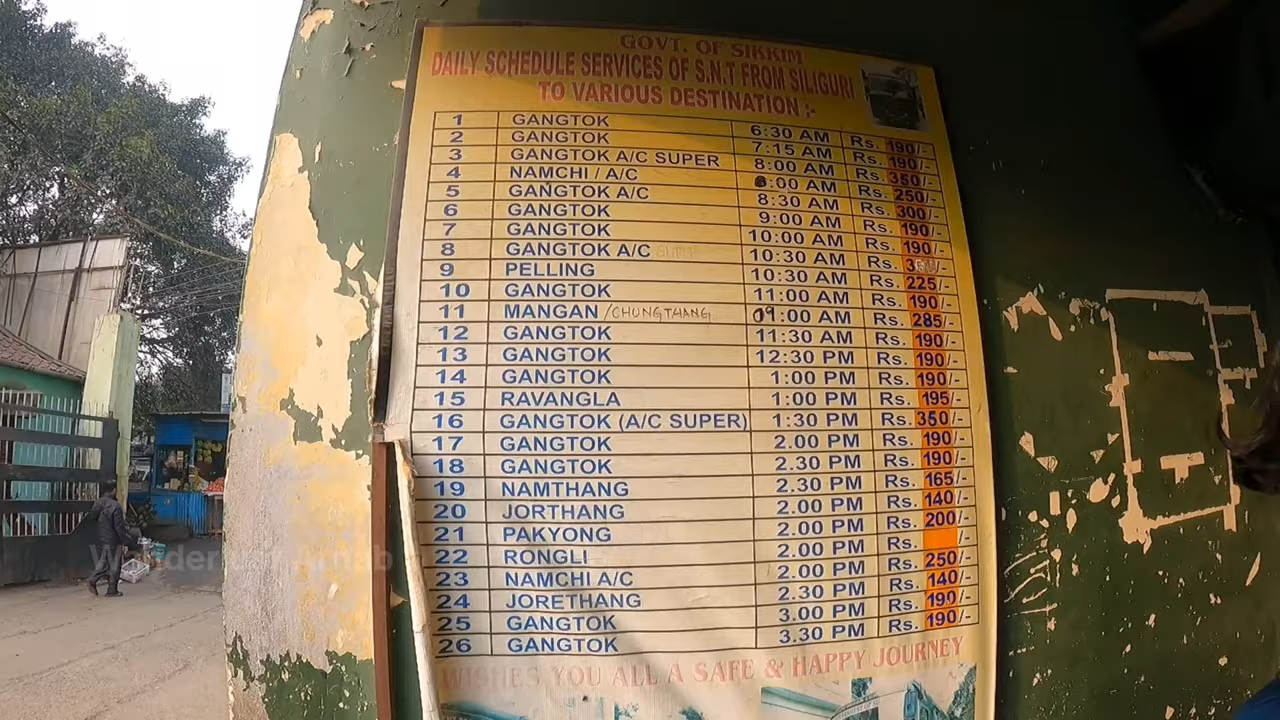 GOVT. OF SIKKIM
DAILY SCHEDULE SERVICES OF S.N.T FROM SILIGURI
TO VARIOUS DESTINATION :-
1 GANGTOK 6:30 AM Rs. 190/-
2 GANGTOK 7:15 AM Rs. 190/-
3 GANGTOK A/C SUPER 8:00 AM Rs. 350/-
4 NAMCHI / A/C 8:00 AM Rs. 250/-
5 GANGTOK A/C 8:30 AM Rs. 300/-
6 GANGTOK 9:00 AM Rs. 190/-
7 GANGTOK 10:00 AM Rs. 190/-
8 GANGTOK A/C 10:30 AM Rs.
9 PELLING 10:30 AM Rs. 225/-
10 GANGTOK 11:00 AM Rs. 190/-
11 MANGAN /CHUNGTHANG 09:00 AM Rs. 285/-
12 GANGTOK 11:30 AM Rs. 190/-
13 GANGTOK 12:30 PM Rs. 190/-
14 GANGTOK 1:00 PM Rs. 190/-
15 RAVANGLA 1:00 PM Rs. 195/-
16 GANGTOK (A/C SUPER) 1:30 PM Rs. 350/-
17 GANGTOK 2.00 PM Rs. 190/-
18 GANGTOK 2.30 PM Rs. 190/-
19 NAMTHANG 2.30 PM Rs. 165/-
20 JORTHANG 2.00 PM Rs. 140/-
21 PAKYONG 2.00 PM Rs. 200/-
22 RONGLI 2.00 PM Rs. /-
23 NAMCHI A/C 2.00 PM Rs. 250/-
24 JORETHANG 2.30 PM Rs. 140/-
25 GANGTOK 3.00 PM Rs. 190/-
26 GANGTOK 3.30 PM Rs. 190/-
WISHES YOU ALL A SAFE & HAPPY JOURNEY